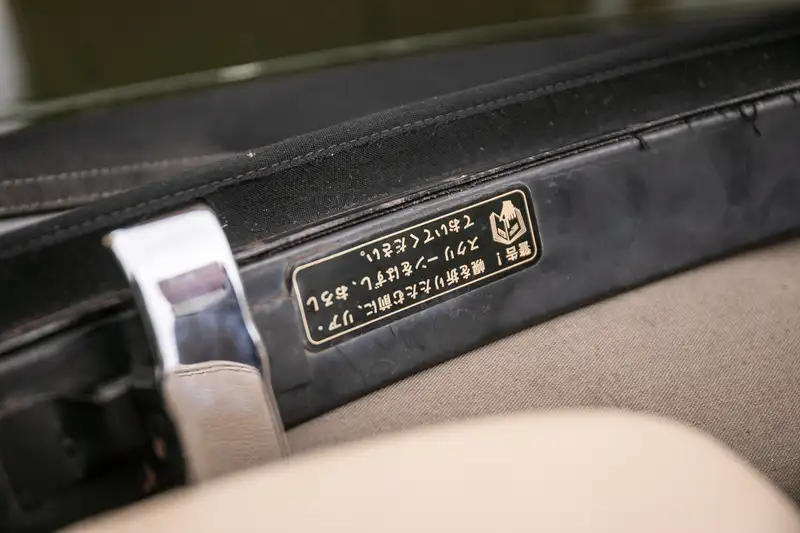 警告！ 幌を折りたたむ前に、リア・
スクリーンをはずし、おろし
ておいてください。